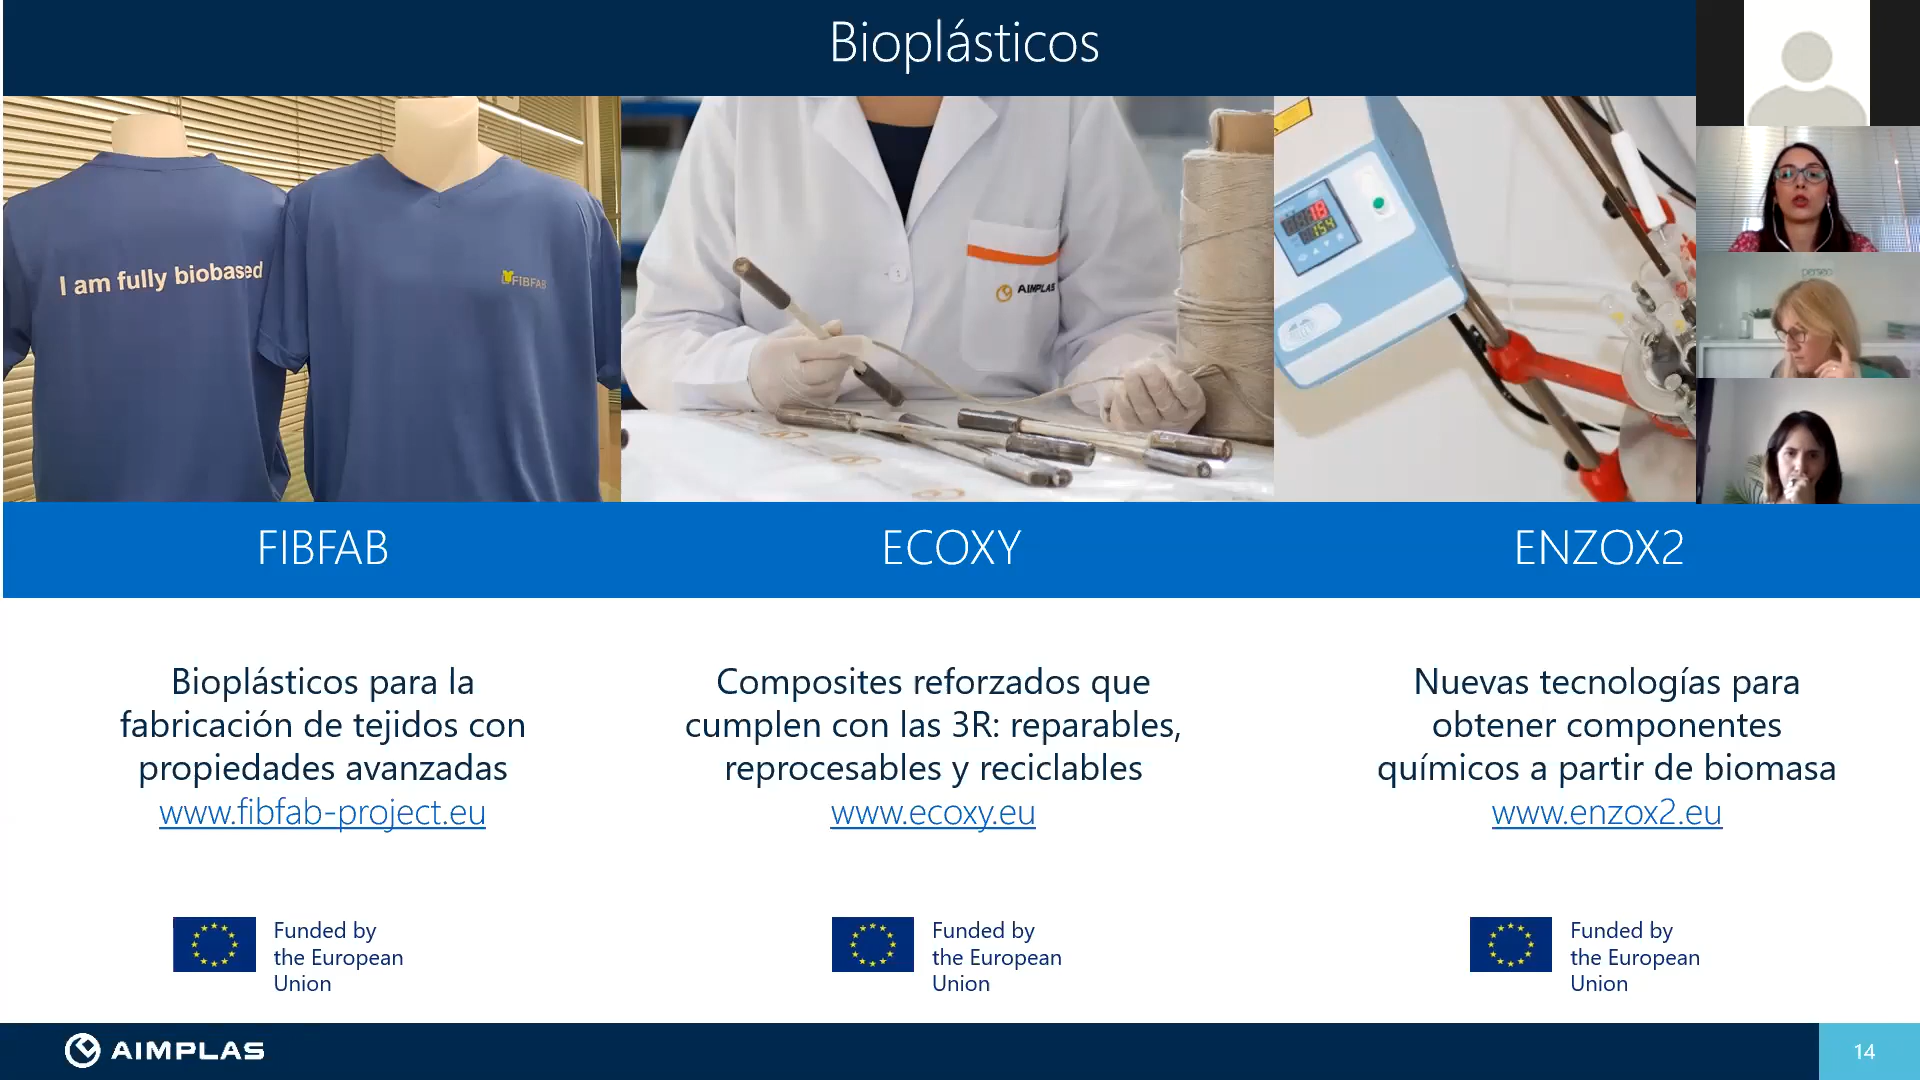 Bioplásticos
I am fully biobased
FIBFAB
AIMPLAS
perseo
FIBFAB
ECOXY
ENZOX2
Bioplásticos para la
fabricación de tejidos con
propiedades avanzadas
www.fibfab-project.eu
Composites reforzados que
cumplen con las 3R: reparables,
reprocesables y reciclables
www.ecoxy.eu
Nuevas tecnologías para
obtener componentes
químicos a partir de biomasa
www.enzox2.eu
Funded by
the European
Union
Funded by
the European
Union
Funded by
the European
Union
AIMPLAS
14